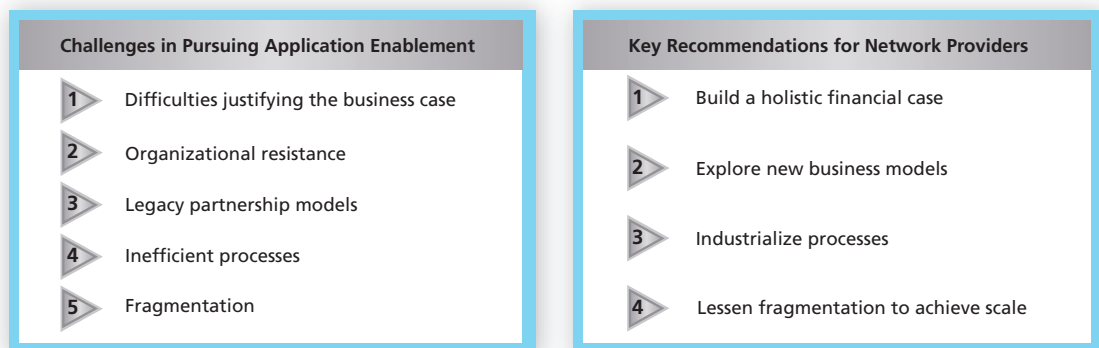 Challenges in Pursuing Application Enablement
1 Difficulties justifying the business case
2 Organizational resistance
3 Legacy partnership models
4 Inefficient processes
5 Fragmentation
Key Recommendations for Network Providers
1 Build a holistic financial case
2 Explore new business models
3 Industrialize processes
4 Lessen fragmentation to achieve scale